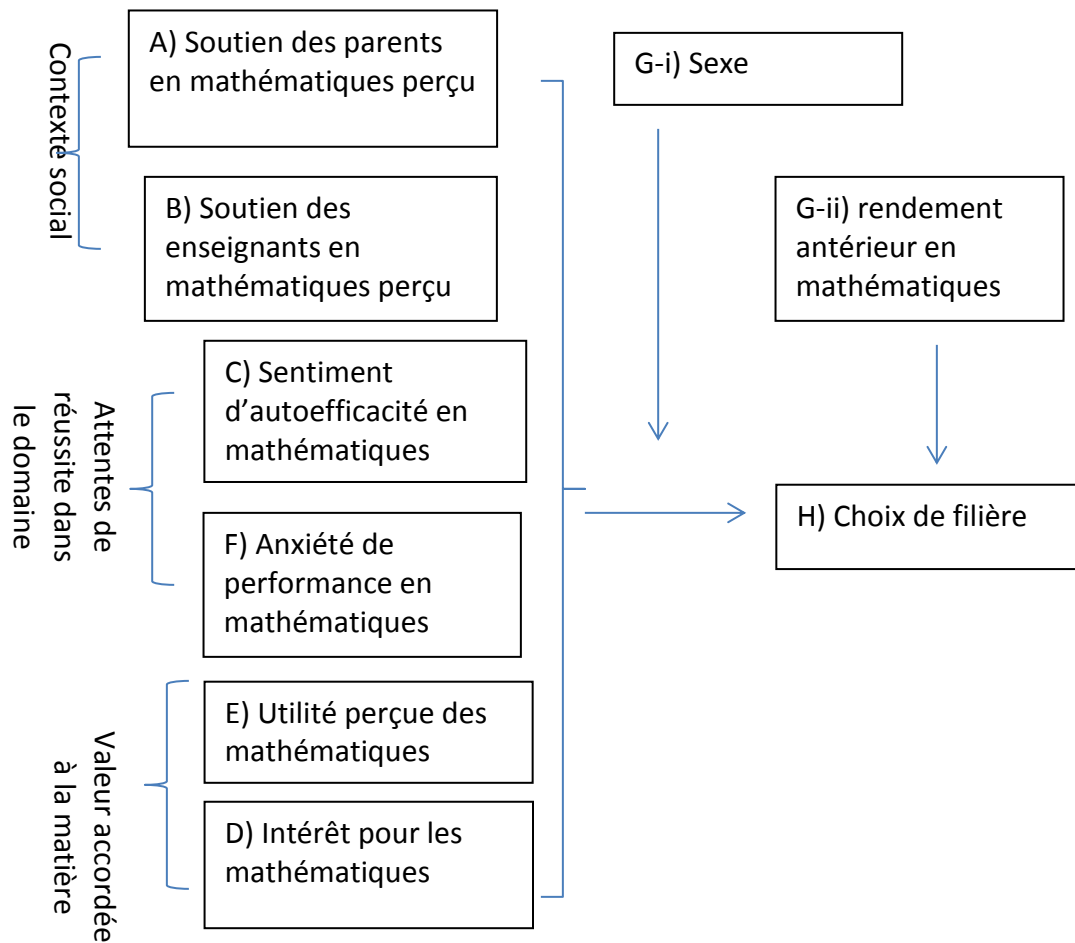 Contexte social
A) Soutien des parents
en mathématiques perçu
B) Soutien des
enseignants en
mathématiques perçu
G-i) Sexe
G-ii) rendement
antérieur en
mathématiques
Attentes de
réussite dans
le domaine
C) Sentiment
d’autoefficacité en
mathématiques
F) Anxiété de
performance en
mathématiques
H) Choix de filière
Valeur accordée
à la matière
E) Utilité perçue des
mathématiques
D) Intérêt pour les
mathématiques